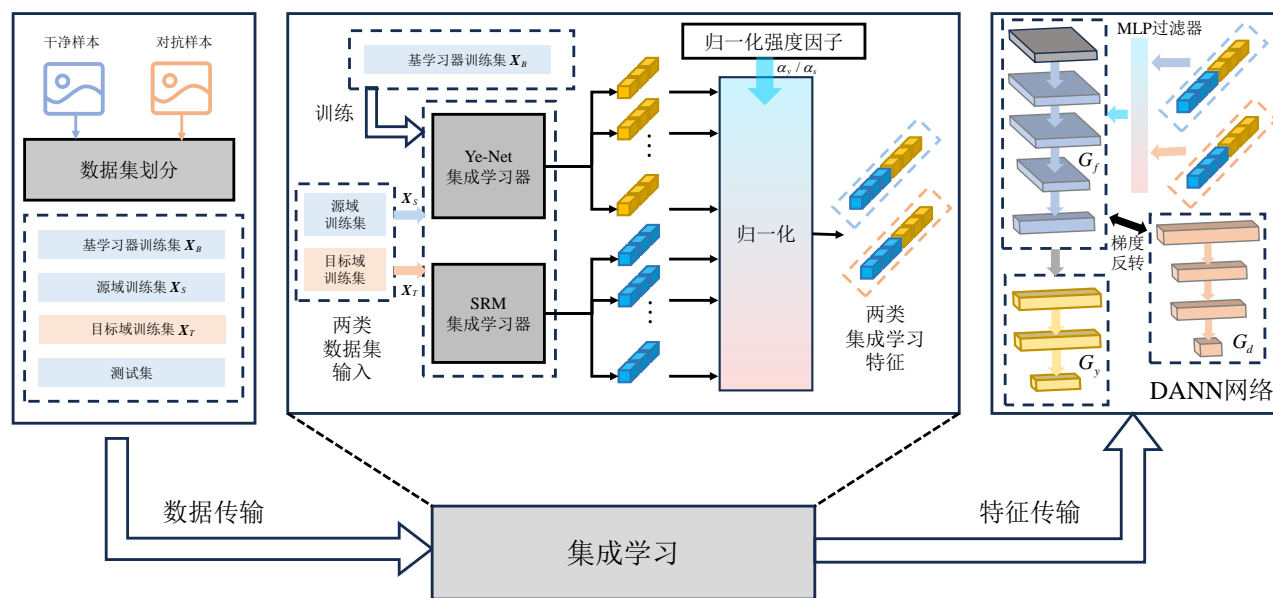 干净样本
对抗样本
数据集划分
基学习器训练集 X_B
源域训练集 X_S
目标域训练集 X_T
测试集
基学习器训练集 X_B
训练
源域
训练集
目标域
训练集
X_S
X_T
两类
数据集
输入
Ye-Net
集成学习器
SRM
集成学习器
归一化强度因子
α_y / α_s
归一化
两类
集成学习
特征
MLP过滤器
G_f
梯度
反转
G_y
G_d
DANN网络
数据传输
集成学习
特征传输